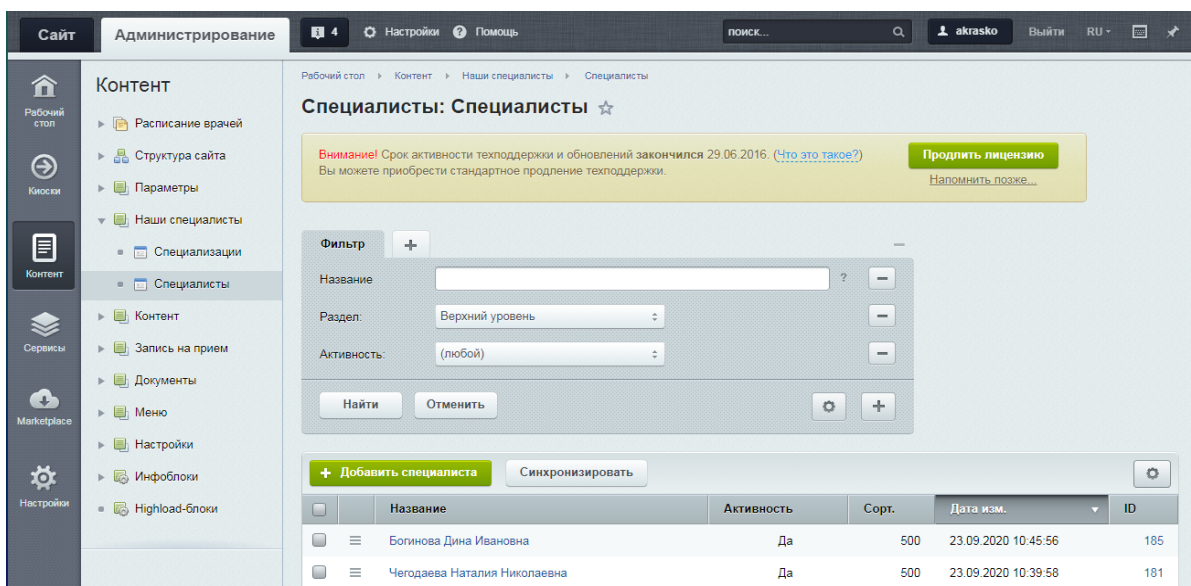 Сайт
Администрирование
4
Настройки
Помощь
поиск...
akrasko
Выйти
RU
Рабочий стол
Киоски
Контент
Сервисы
Marketplace
Настройки
Контент
Расписание врачей
Структура сайта
Параметры
Наши специалисты
Специализации
Специалисты
Контент
Запись на прием
Документы
Меню
Настройки
Инфоблоки
Highload-блоки
Рабочий стол Контент Наши специалисты Специалисты
Специалисты: Специалисты
Внимание! Срок активности техподдержки и обновлений закончился 29.06.2016. (Что это такое?)
Вы можете приобрести стандартное продление техподдержки.
Продлить лицензию
Напомнить позже...
Фильтр +
Название ?
Раздел: Верхний уровень
Активность: (любой)
Найти Отменить
+ Добавить специалиста Синхронизировать
Название Активность Сорт. Дата изм. ID
Богинова Дина Ивановна Да 500 23.09.2020 10:45:56 185
Чегодаева Наталия Николаевна Да 500 23.09.2020 10:39:58 181